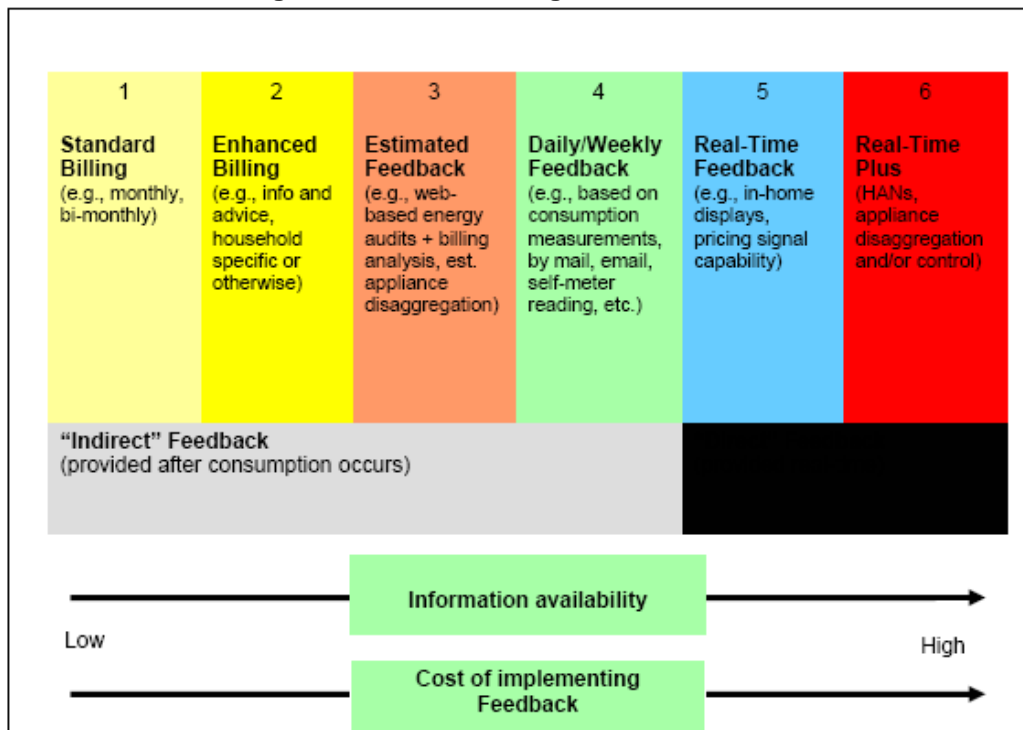 1
Standard
Billing
(e.g., monthly,
bi-monthly)
2
Enhanced
Billing
(e.g., info and
advice,
household
specific or
otherwise)
3
Estimated
Feedback
(e.g., web-
based energy
audits + billing
analysis, est.
appliance
disaggregation)
4
Daily/Weekly
Feedback
(e.g., based on
consumption
measurements,
by mail, email,
self-meter
reading, etc.)
5
Real-Time
Feedback
(e.g., in-home
displays,
pricing signal
capability)
6
Real-Time
Plus
(HANs,
appliance
disaggregation
and/or control)
“Indirect” Feedback
(provided after consumption occurs)
Information availability
Low
High
Cost of implementing
Feedback